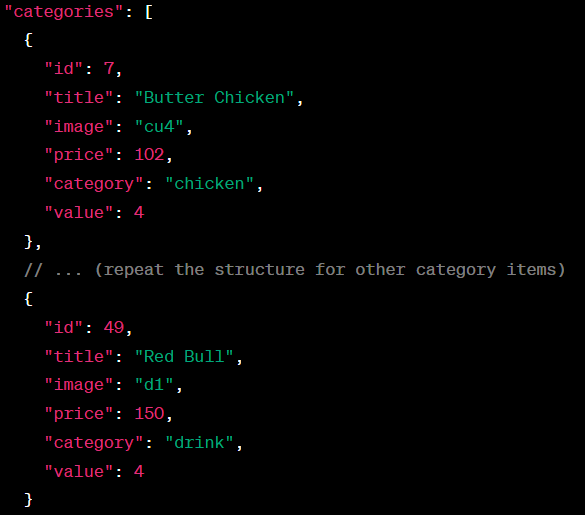 "categories": [
{
"id": 7,
"title": "Butter Chicken",
"image": "cu4",
"price": 102,
"category": "chicken",
"value": 4
},
// ... (repeat the structure for other category items)
{
"id": 49,
"title": "Red Bull",
"image": "d1",
"price": 150,
"category": "drink",
"value": 4
}